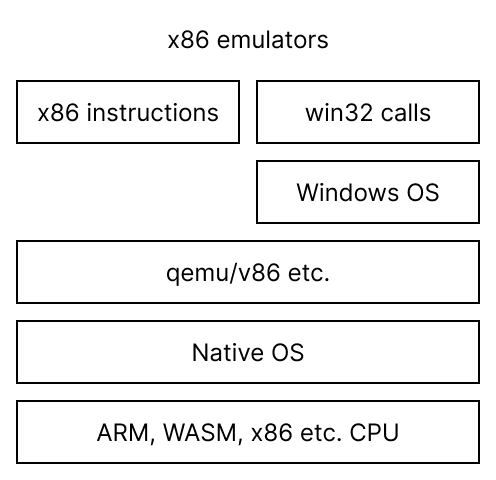 x86 emulators
x86 instructions
win32 calls
Windows OS
qemu/v86 etc.
Native OS
ARM, WASM, x86 etc. CPU